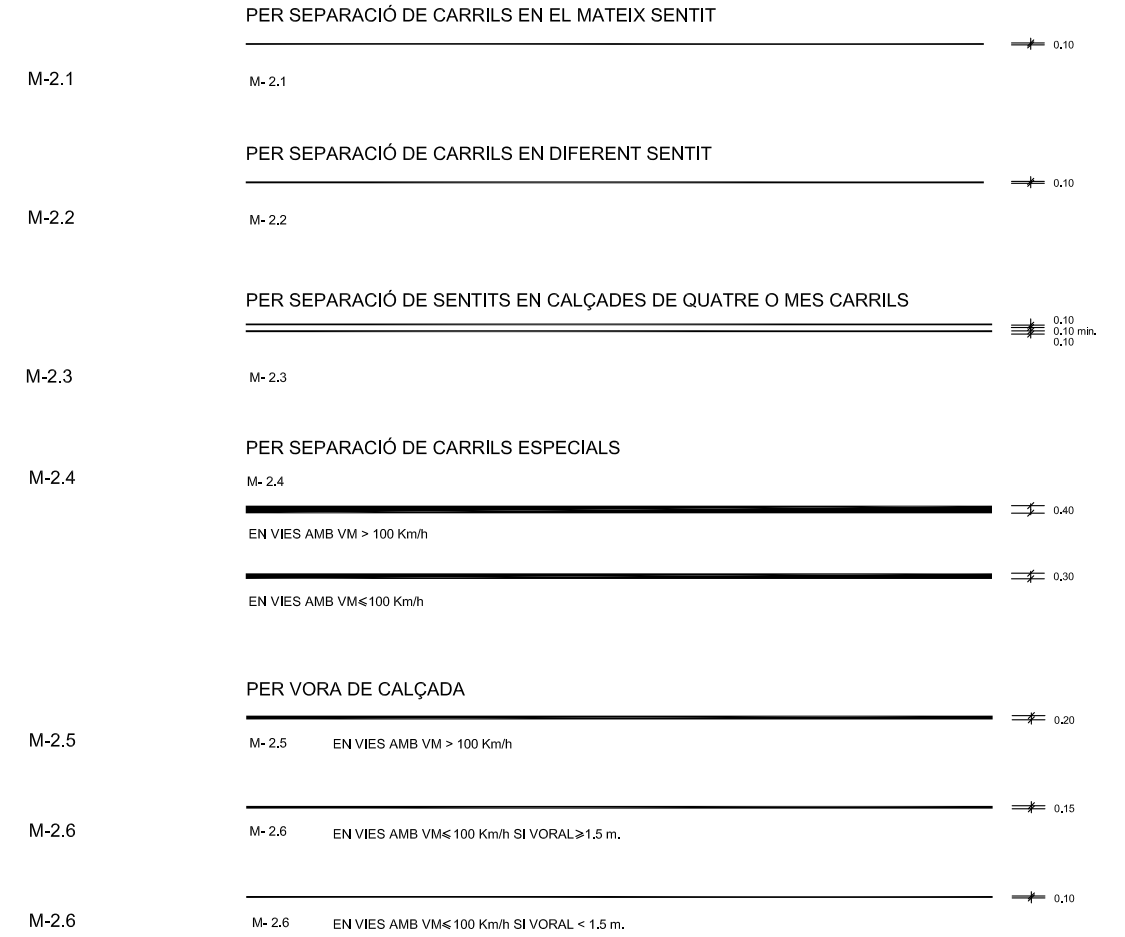 PER SEPARACIÓ DE CARRILS EN EL MATEIX SENTIT
0.10
M-2.1 M- 2.1
PER SEPARACIÓ DE CARRILS EN DIFERENT SENTIT
0.10
M-2.2 M- 2.2
PER SEPARACIÓ DE SENTITS EN CALÇADES DE QUATRE O MES CARRILS
0.10
0.10 min.
0.10
M-2.3 M- 2.3
PER SEPARACIÓ DE CARRILS ESPECIALS
M-2.4 M- 2.4
0.40
EN VIES AMB VM > 100 Km/h
0.30
EN VIES AMB VM⩽100 Km/h
PER VORA DE CALÇADA
0.20
M-2.5 M- 2.5 EN VIES AMB VM > 100 Km/h
0.15
M-2.6 M- 2.6 EN VIES AMB VM⩽100 Km/h SI VORAL⩾1.5 m.
0.10
M-2.6 M- 2.6 EN VIES AMB VM⩽100 Km/h SI VORAL < 1.5 m.